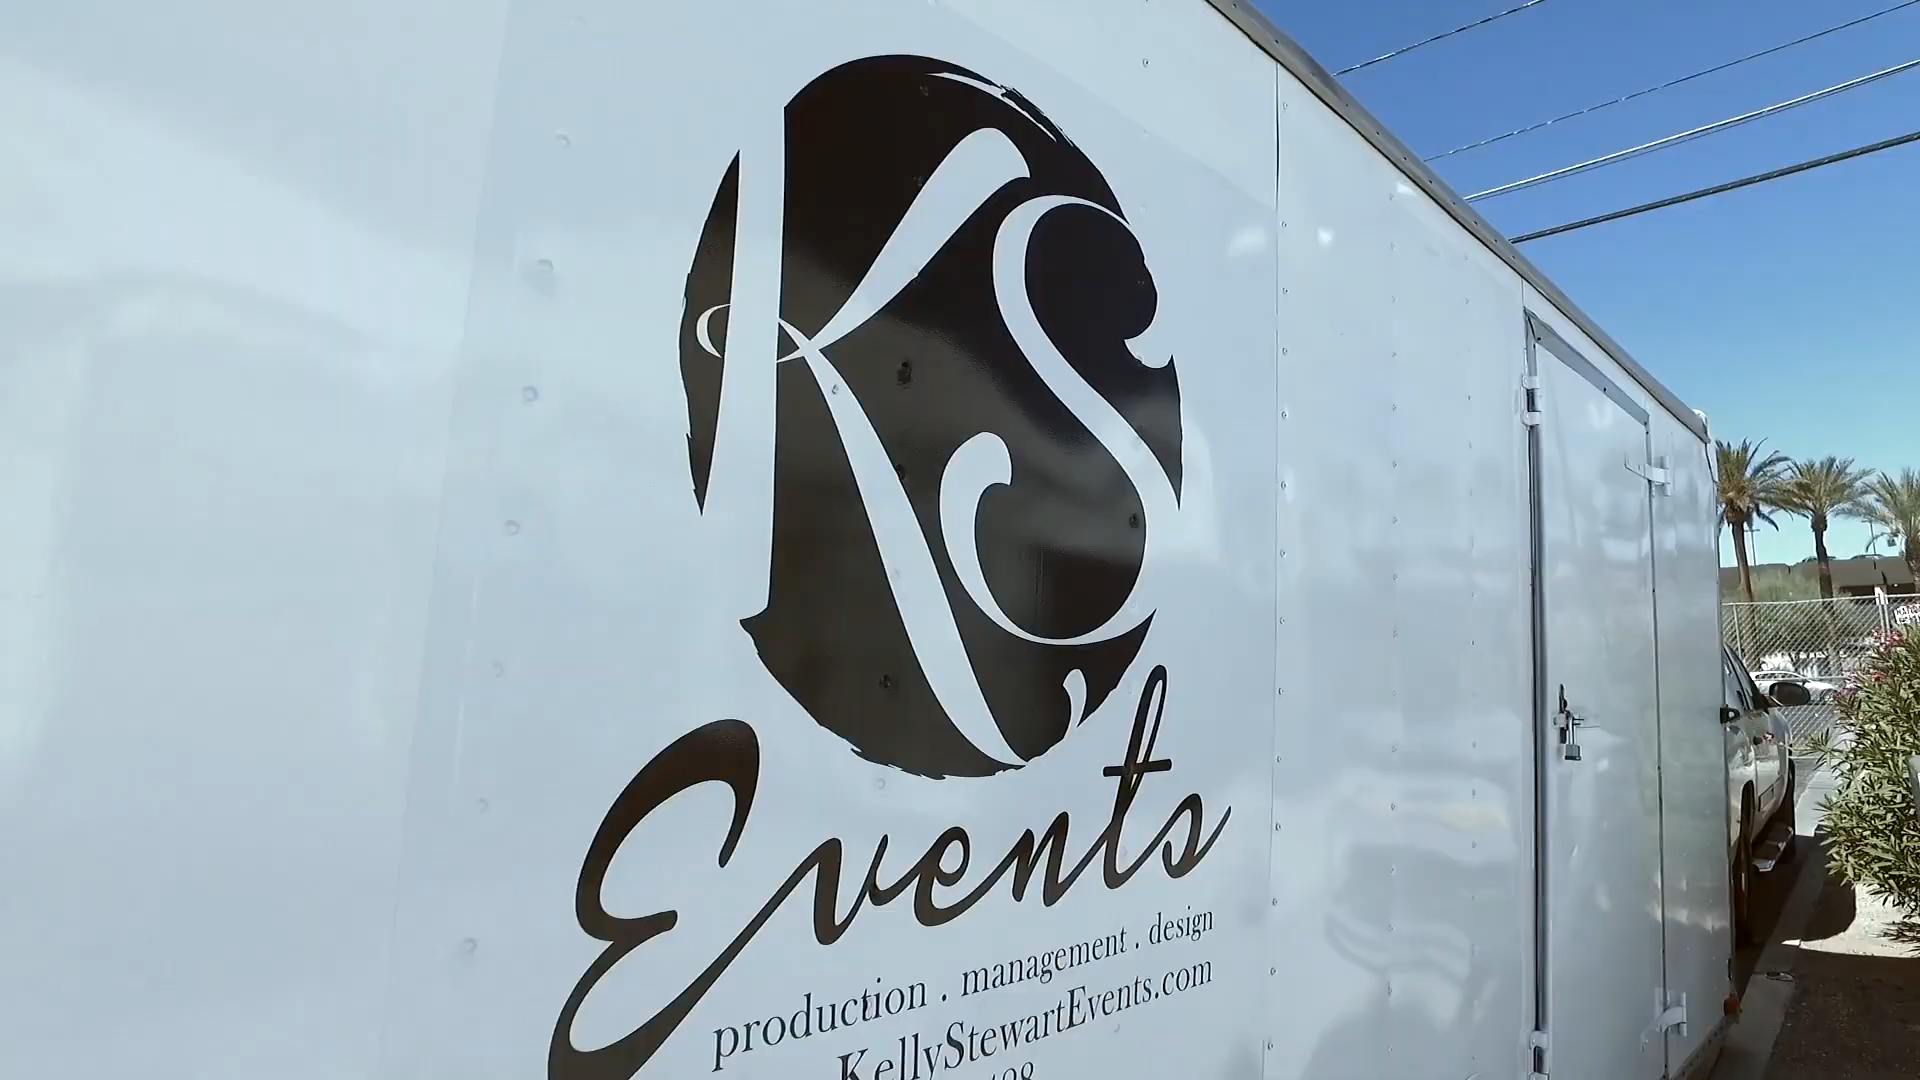 KS
Events
production . management . design
KellyStewartEvents.com